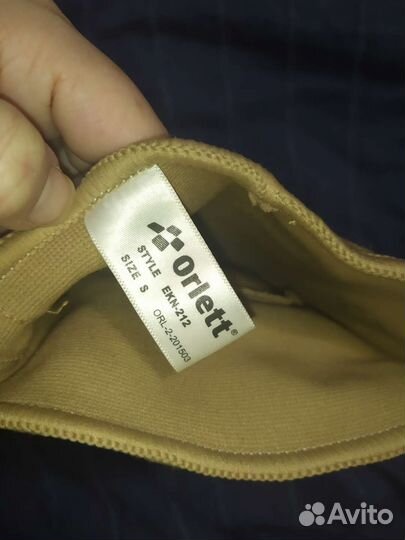 Orlett®
STYLE EKN-212
SIZE S
ORL-2-201503
Avito